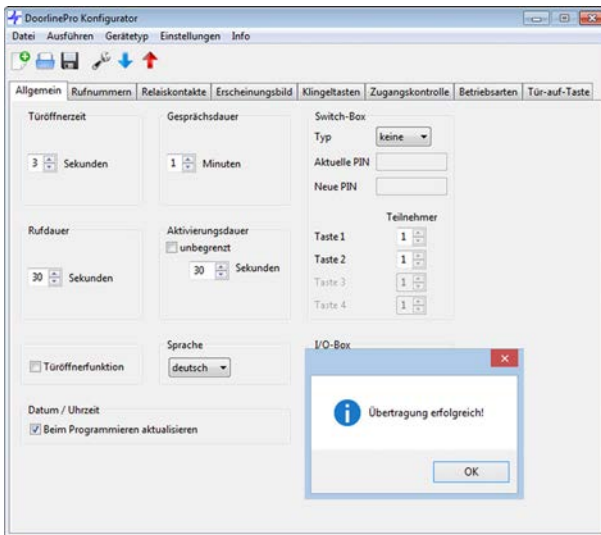 DoorlinePro Konfigurator
Datei Ausführen Gerätetyp Einstellungen Info
Allgemein Rufnummern Relaiskontakte Erscheinungsbild Klingeltasten Zugangskontrolle Betriebsarten Tür-auf-Taste
Türöffnerzeit
3 Sekunden
Gesprächsdauer
1 Minuten
Switch-Box
Typ keine
Aktuelle PIN
Neue PIN
Teilnehmer
Taste 1 1
Taste 2 1
Taste 3 1
Taste 4 1
Rufdauer
30 Sekunden
Aktivierungsdauer
unbegrenzt
30 Sekunden
Türöffnerfunktion
Sprache
deutsch
I/O-Box
Datum / Uhrzeit
Beim Programmieren aktualisieren
Übertragung erfolgreich!
OK